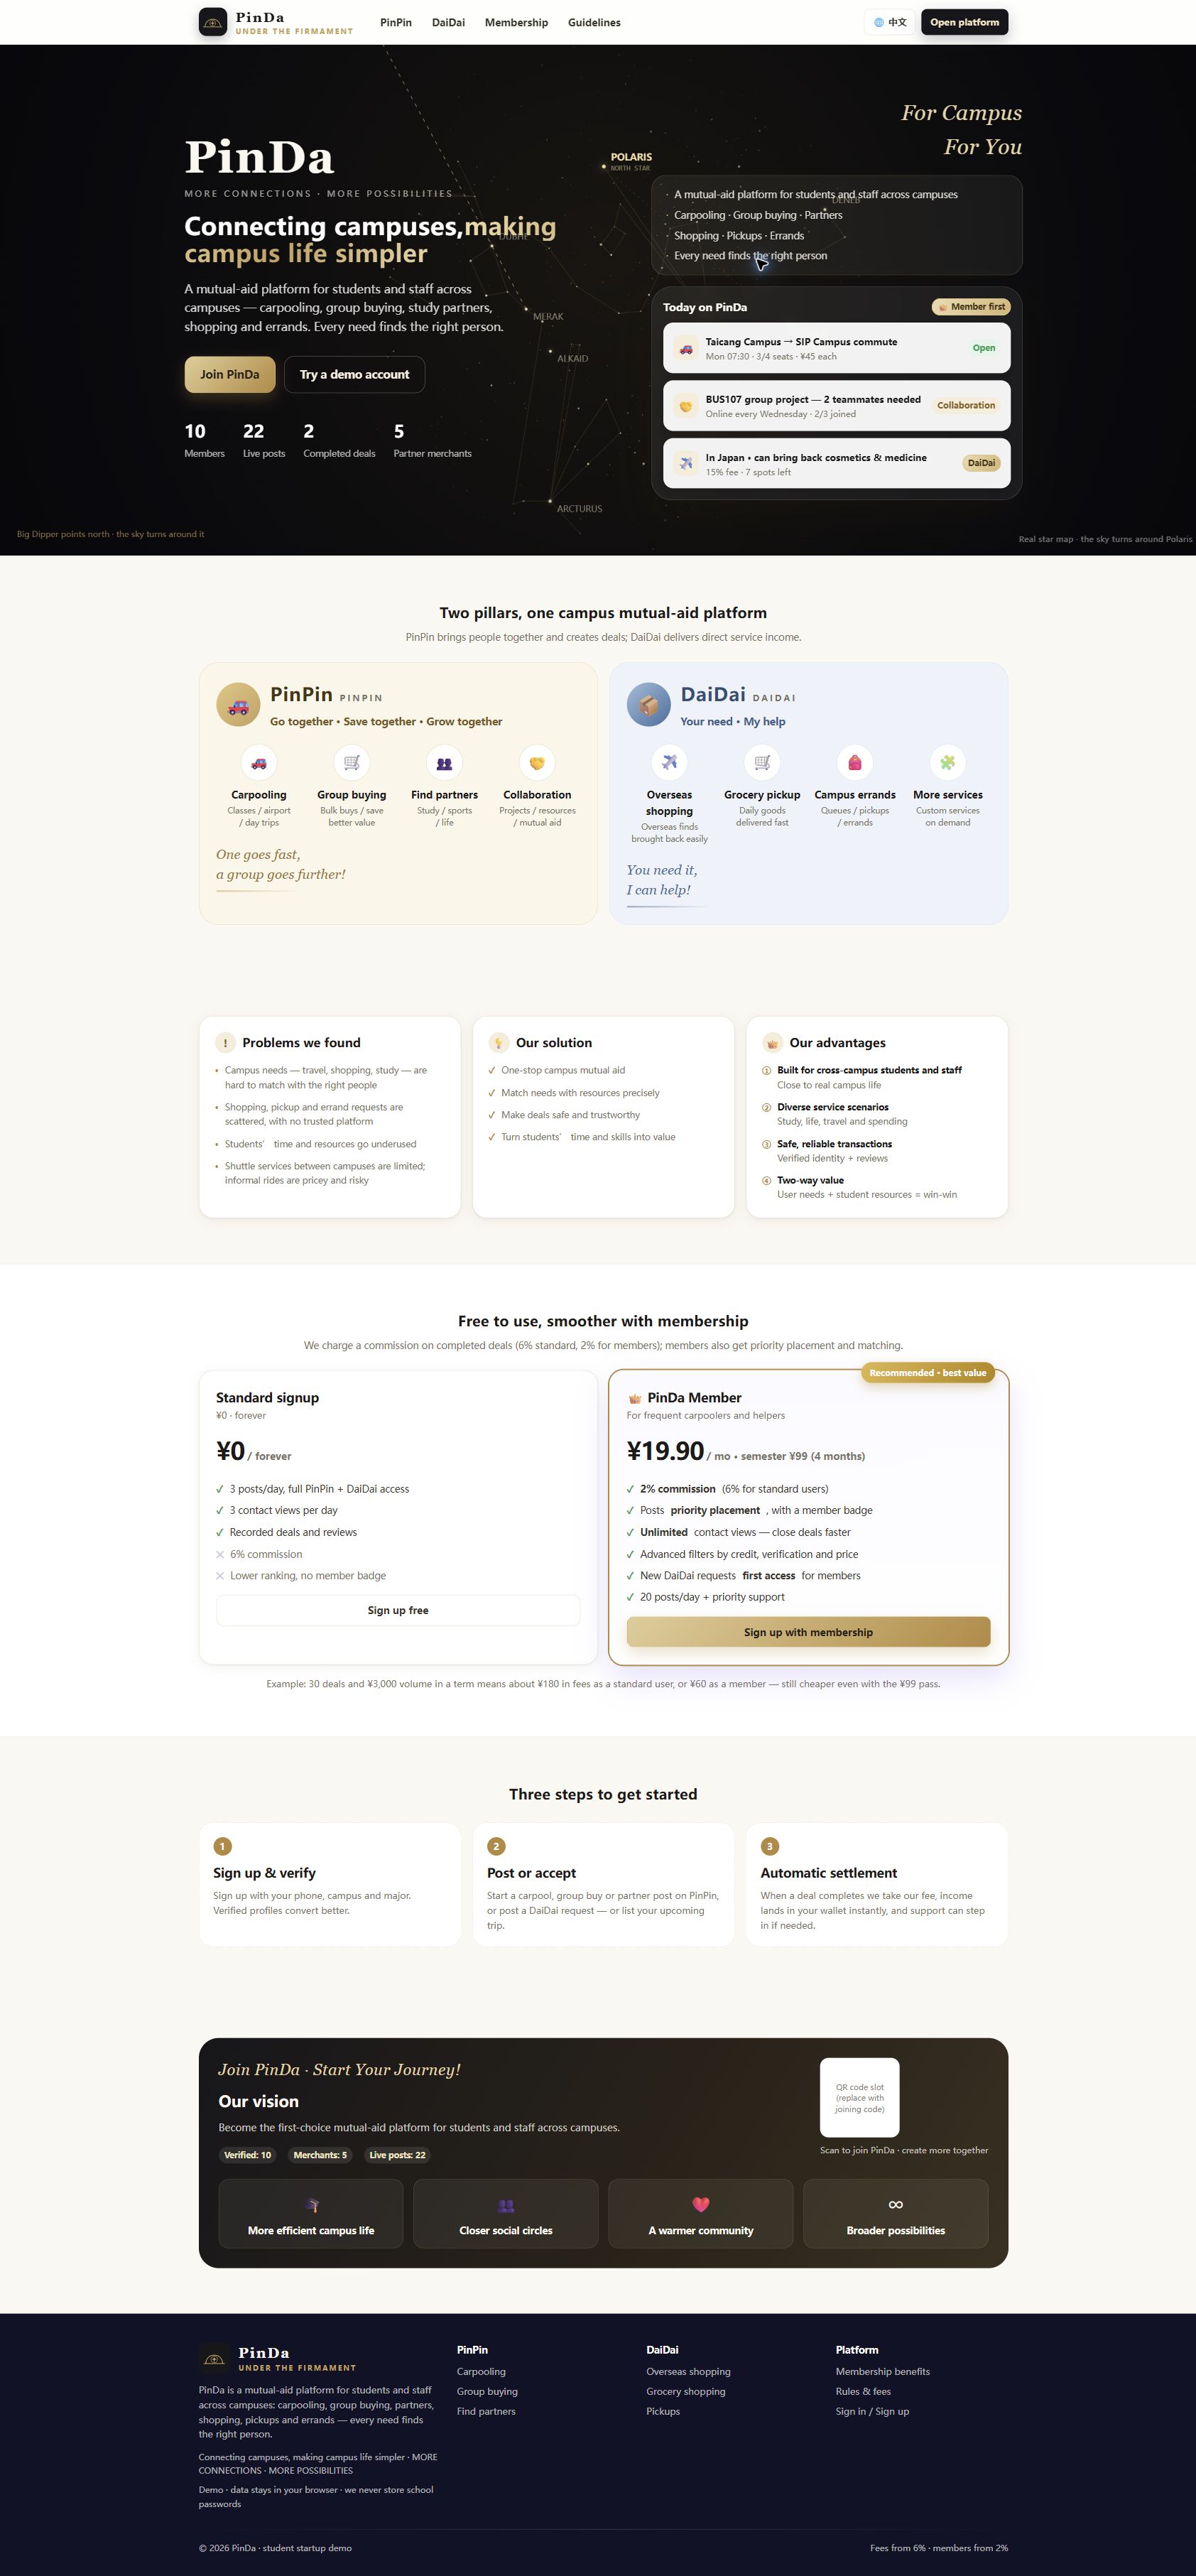 PinDa
UNDER THE FIRMAMENT
PinPin
DaiDai
Membership
Guidelines
中文
Open platform
For Campus
For You
PinDa
MORE CONNECTIONS · MORE POSSIBILITIES
Connecting campuses,making
campus life simpler
A mutual-aid platform for students and staff across
campuses — carpooling, group buying, study partners,
shopping and errands. Every need finds the right person.
Join PinDa
Try a demo account
10
Members
22
Live posts
2
Completed deals
5
Partner merchants
POLARIS
NORTH STAR
DENEB
DUBHE
MERAK
ALKAID
ARCTURUS
· A mutual-aid platform for students and staff across campuses
· Carpooling · Group buying · Partners
· Shopping · Pickups · Errands
· Every need finds the right person
Today on PinDa
Member first
Taicang Campus → SIP Campus commute
Mon 07:30 · 3/4 seats · ¥45 each
Open
BUS107 group project — 2 teammates needed
Online every Wednesday · 2/3 joined
Collaboration
In Japan • can bring back cosmetics & medicine
15% fee · 7 spots left
DaiDai
Big Dipper points north · the sky turns around it
Real star map · the sky turns around Polaris
Two pillars, one campus mutual-aid platform
PinPin brings people together and creates deals; DaiDai delivers direct service income.
PinPin PINPIN
Go together • Save together • Grow together
Carpooling
Classes / airport
/ day trips
Group buying
Bulk buys / save
better value
Find partners
Study / sports
/ life
Collaboration
Projects / resources
/ mutual aid
One goes fast,
a group goes further!
DaiDai DAIDAI
Your need • My help
Overseas
shopping
Overseas finds
brought back easily
Grocery pickup
Daily goods
delivered fast
Campus errands
Queues / pickups
/ errands
More services
Custom services
on demand
You need it,
I can help!
! Problems we found
• Campus needs — travel, shopping, study — are
hard to match with the right people
• Shopping, pickup and errand requests are
scattered, with no trusted platform
• Students’ time and resources go underused
• Shuttle services between campuses are limited;
informal rides are pricey and risky
Our solution
✓ One-stop campus mutual aid
✓ Match needs with resources precisely
✓ Make deals safe and trustworthy
✓ Turn students’ time and skills into value
Our advantages
① Built for cross-campus students and staff
Close to real campus life
② Diverse service scenarios
Study, life, travel and spending
③ Safe, reliable transactions
Verified identity + reviews
④ Two-way value
User needs + student resources = win-win
Free to use, smoother with membership
We charge a commission on completed deals (6% standard, 2% for members); members also get priority placement and matching.
Standard signup
¥0 · forever
¥0 / forever
✓ 3 posts/day, full PinPin + DaiDai access
✓ 3 contact views per day
✓ Recorded deals and reviews
✕ 6% commission
✕ Lower ranking, no member badge
Sign up free
Recommended • best value
PinDa Member
For frequent carpoolers and helpers
¥19.90 / mo • semester ¥99 (4 months)
✓ 2% commission (6% for standard users)
✓ Posts priority placement , with a member badge
✓ Unlimited contact views — close deals faster
✓ Advanced filters by credit, verification and price
✓ New DaiDai requests first access for members
✓ 20 posts/day + priority support
Sign up with membership
Example: 30 deals and ¥3,000 volume in a term means about ¥180 in fees as a standard user, or ¥60 as a member — still cheaper even with the ¥99 pass.
Three steps to get started
1
Sign up & verify
Sign up with your phone, campus and major.
Verified profiles convert better.
2
Post or accept
Start a carpool, group buy or partner post on PinPin,
or post a DaiDai request — or list your upcoming
trip.
3
Automatic settlement
When a deal completes we take our fee, income
lands in your wallet instantly, and support can step
in if needed.
Join PinDa · Start Your Journey!
Our vision
Become the first-choice mutual-aid platform for students and staff across campuses.
Verified: 10
Merchants: 5
Live posts: 22
QR code slot
(replace with
joining code)
Scan to join PinDa · create more together
More efficient campus life
Closer social circles
A warmer community
∞
Broader possibilities
PinDa
UNDER THE FIRMAMENT
PinDa is a mutual-aid platform for students and staff
across campuses: carpooling, group buying, partners,
shopping, pickups and errands — every need finds
the right person.
Connecting campuses, making campus life simpler · MORE
CONNECTIONS · MORE POSSIBILITIES
Demo · data stays in your browser · we never store school
passwords
PinPin
Carpooling
Group buying
Find partners
DaiDai
Overseas shopping
Grocery shopping
Pickups
Platform
Membership benefits
Rules & fees
Sign in / Sign up
© 2026 PinDa · student startup demo
Fees from 6% · members from 2%